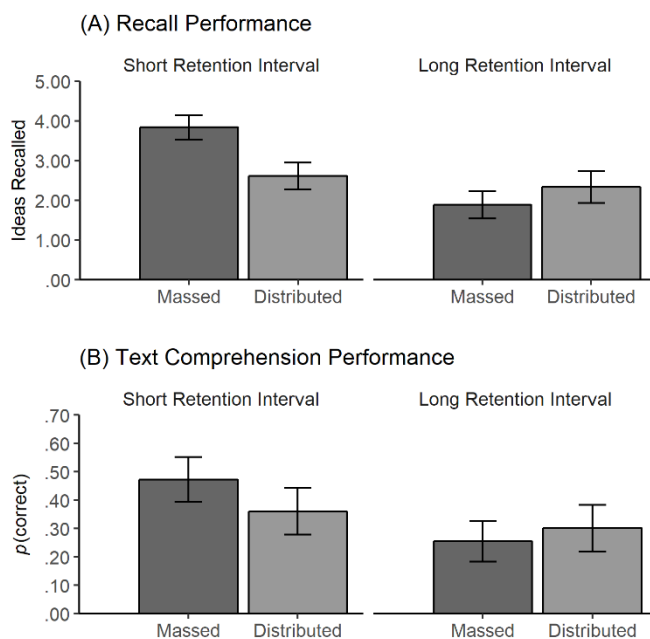 (A) Recall Performance
Short Retention Interval Long Retention Interval
Ideas Recalled
5.00
4.00
3.00
2.00
1.00
.00
Massed Distributed Massed Distributed
(B) Text Comprehension Performance
Short Retention Interval Long Retention Interval
p(correct)
.70
.60
.50
.40
.30
.20
.10
.00
Massed Distributed Massed Distributed